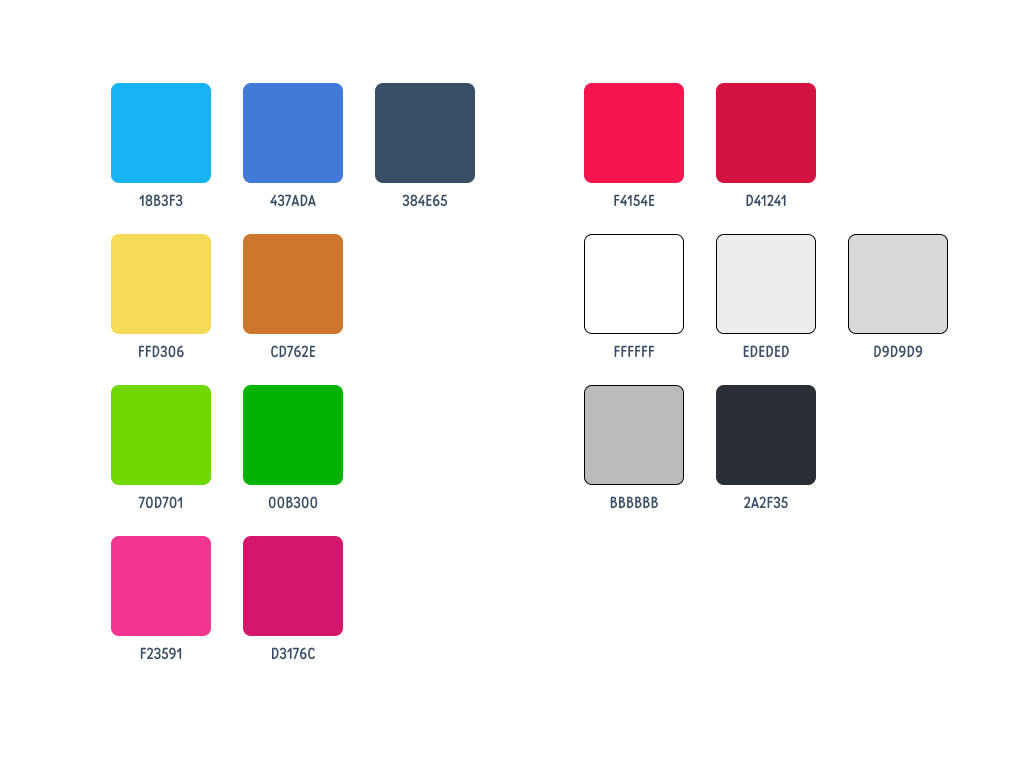 18B3F3 437ADA 384E65 F4154E D41241
FFD306 CD762E FFFFFF EDEDED D9D9D9
70D701 00B300 BBBBBB 2A2F35
F23591 D3176C